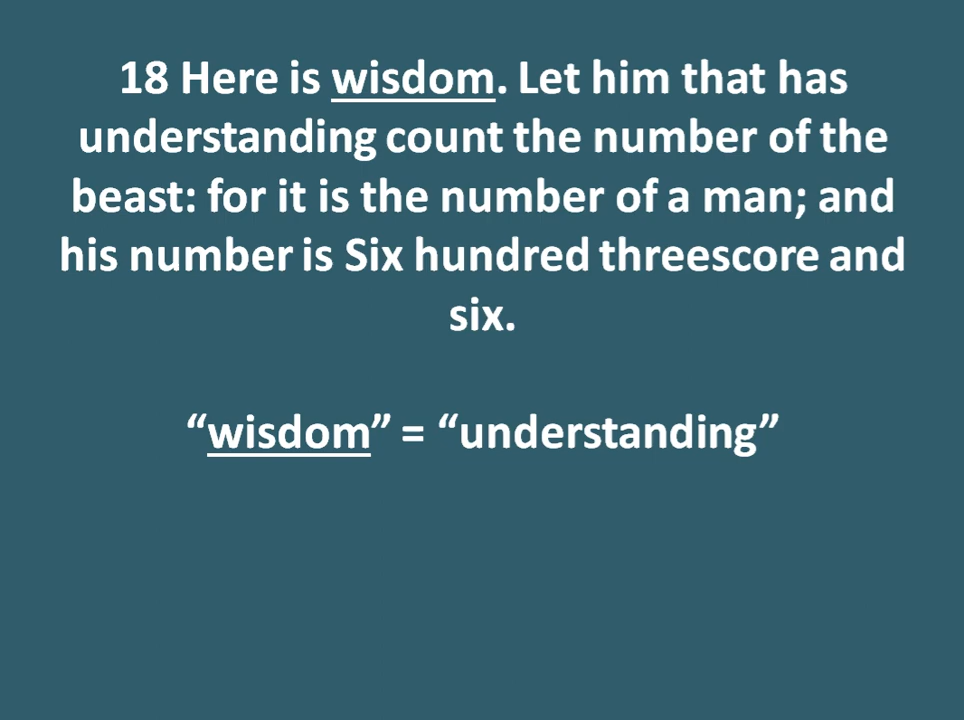 18 Here is wisdom. Let him that has
understanding count the number of the
beast: for it is the number of a man; and
his number is Six hundred threescore and
six.
“wisdom” = “understanding”